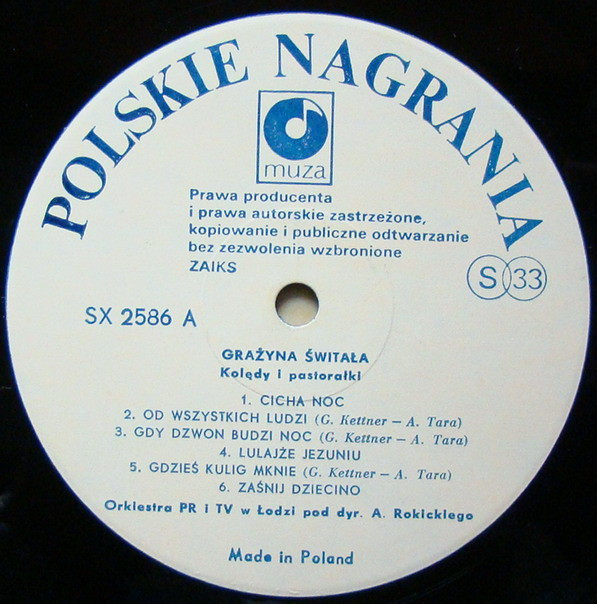 POLSKIE NAGRANIA
muza
Prawa producenta
i prawa autorskie zastrzeżone,
kopiowanie i publiczne odtwarzanie
bez zezwolenia wzbronione
ZAIKS
S 33
SX 2586 A
GRAŻYNA ŚWITAŁA
Kolędy i pastorałki
1. CICHA NOC
2. OD WSZYSTKICH LUDZI (G. Kettner – A. Tara)
3. GDY DZWON BUDZI NOC (G. Kettner – A. Tara)
4. LULAJŻE JEZUNIU
5. GDZIEŚ KULIG MKNIE (G. Kettner – A. Tara)
6. ZAŚNIJ DZIECINO
Orkiestra PR i TV w Łodzi pod dyr. A. Rokickiego
Made in Poland